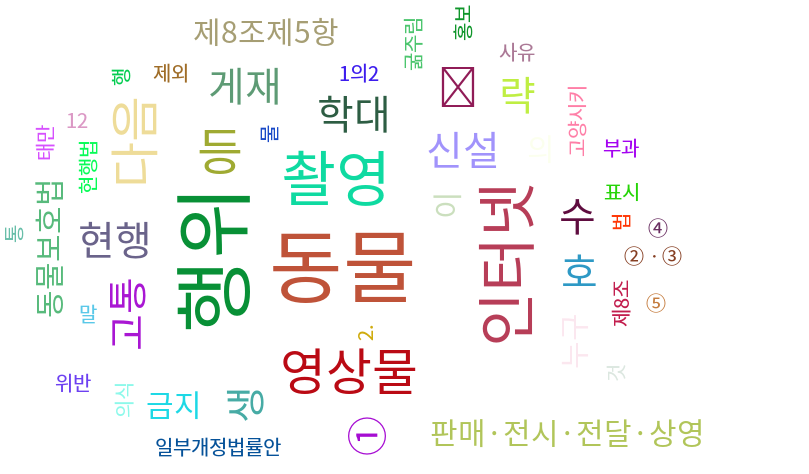 홍보
제8조제5항
굶주림
사유
행
제외
게재
1의2
략
학대
다음
12
태만
현행법
등
물
촬영
신설
의
고양시키
부과
동물보호법
행위
이
인터넷
표시
수
법
④
통
현행
동물
호
②·③
고통
말
제8조
⑤
2.
누구
영상물
것
위반
의식
금지
생
①
판매·전시·전달·상영
일부개정법률안